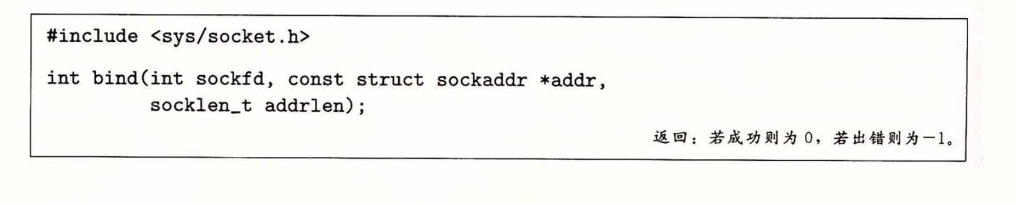 #include <sys/socket.h>
int bind(int sockfd, const struct sockaddr *addr,
socklen_t addrlen);
返回：若成功则为 0，若出错则为－1。